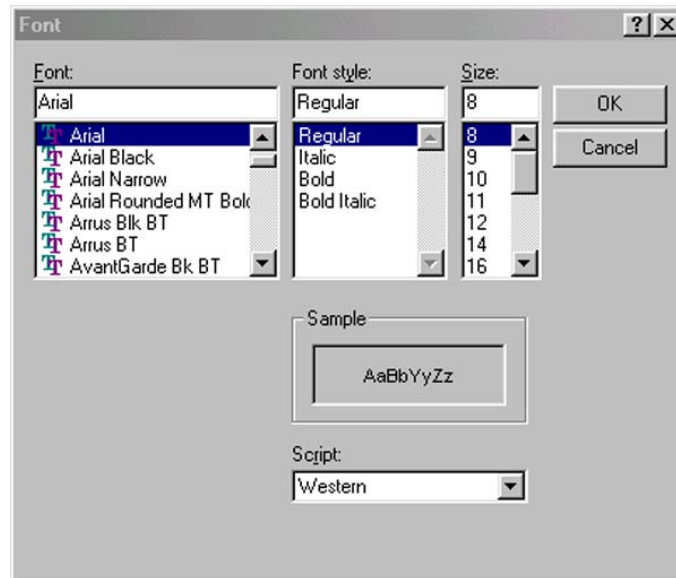 Font
Font: Font style: Size:
Arial Regular 8 OK
Arial Regular 8 Cancel
Arial Black Italic 9
Arial Narrow Bold 10
Arial Rounded MT Bold Bold Italic 11
Arrus Blk BT 12
Arrus BT 14
AvantGarde Bk BT 16
Sample
AaBbYyZz
Script:
Western